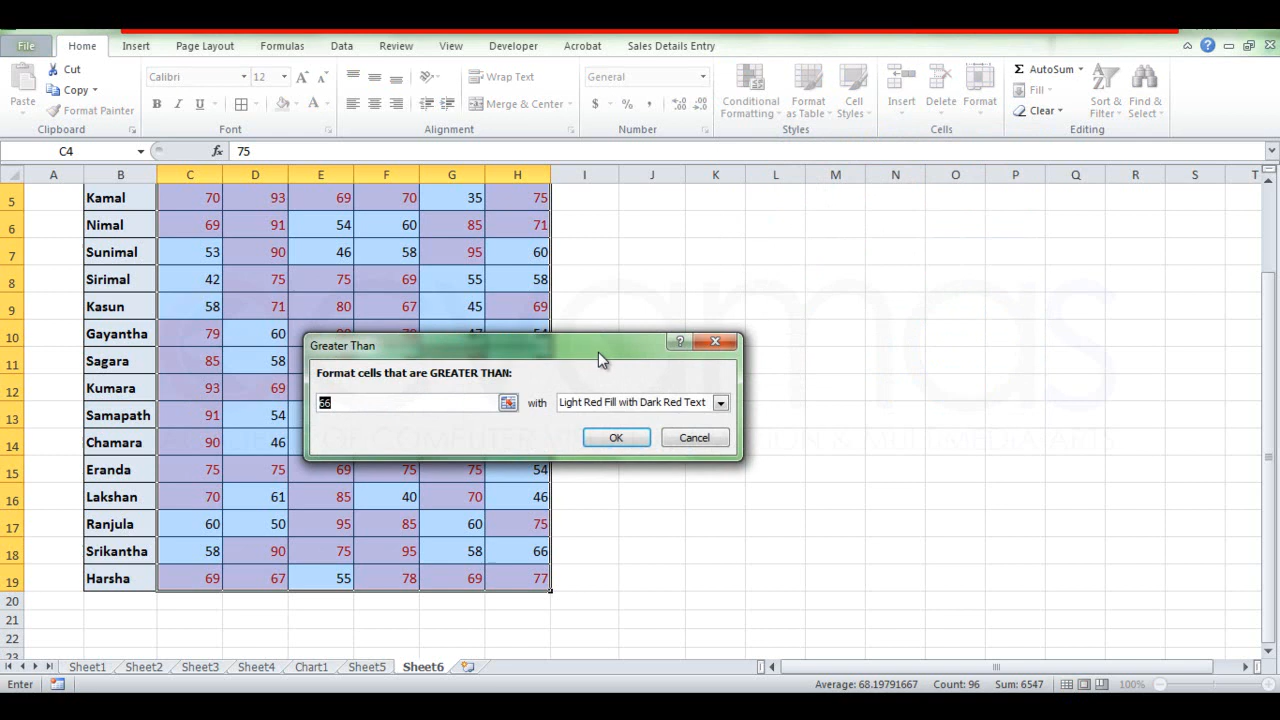 File Home Insert Page Layout Formulas Data Review View Developer Acrobat Sales Details Entry
Paste Cut Copy Format Painter Clipboard
Calibri 12 B I U A Font
Wrap Text Merge & Center Alignment
General $ % , Number
Conditional Formatting Format as Table Cell Styles Styles
Insert Delete Format Cells
Σ AutoSum Fill Clear Sort & Filter Find & Select Editing
C4 fx 75
A B C D E F G H I J K L M N O P Q R S T
5 Kamal 70 93 69 70 35 75
6 Nimal 69 91 54 60 85 71
7 Sunimal 53 90 46 58 95 60
8 Sirimal 42 75 75 69 55 58
9 Kasun 58 71 80 67 45 69
10 Gayantha 79 60
11 Sagara 85 58
12 Kumara 93 69
13 Samapath 91 54
14 Chamara 90 46
15 Eranda 75 75 69 75 75 54
16 Lakshan 70 61 85 40 70 46
17 Ranjula 60 50 95 85 60 75
18 Srikantha 58 90 75 95 58 66
19 Harsha 69 67 55 78 69 77
20
21
22
23
Greater Than
Format cells that are GREATER THAN:
66 with Light Red Fill with Dark Red Text
OK Cancel
Sheet1 Sheet2 Sheet3 Sheet4 Chart1 Sheet5 Sheet6
Enter Average: 68.19791667 Count: 96 Sum: 6547 100%